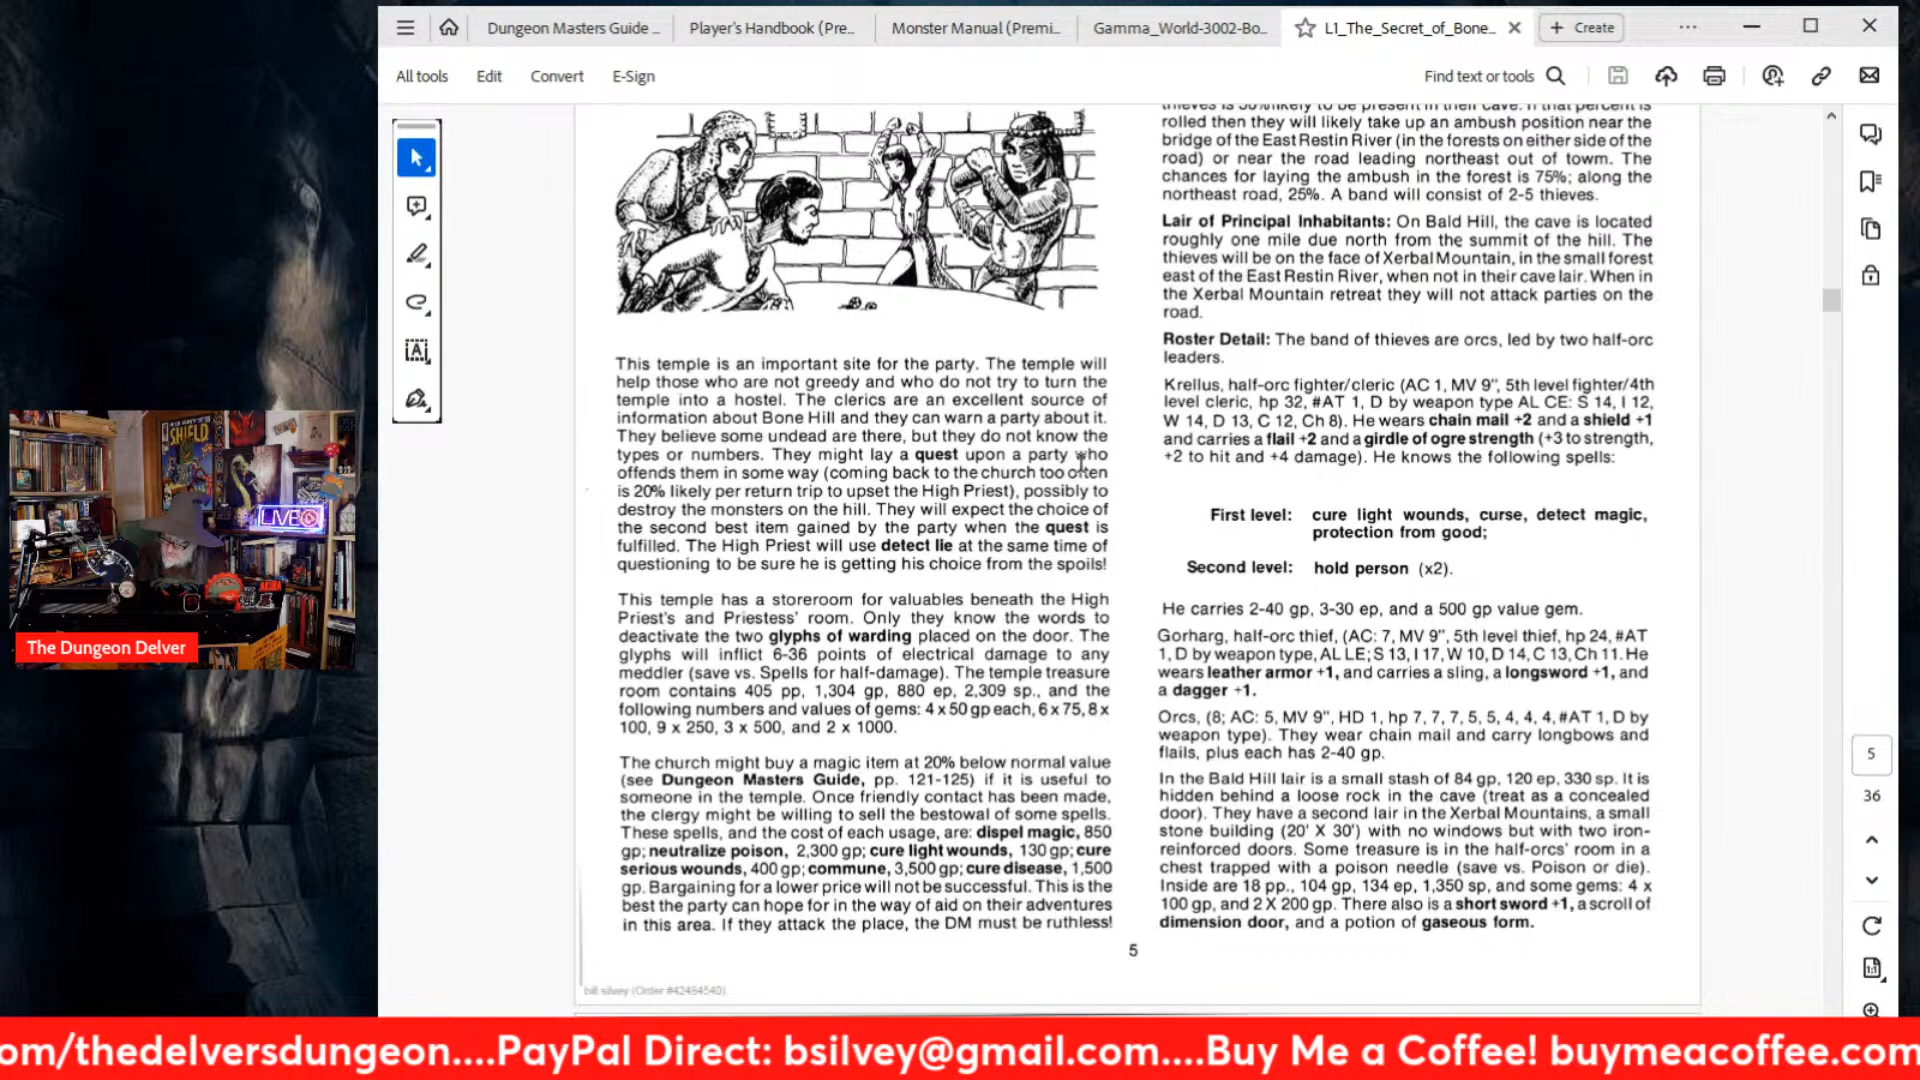 Dungeon Masters Guide ...
Player's Handbook (Pre...
Monster Manual (Premi...
Gamma_World-3002-Bo...
L1_The_Secret_of_Bone...
Create
All tools
Edit
Convert
E-Sign
Find text or tools
This temple is an important site for the party. The temple will
help those who are not greedy and who do not try to turn the
temple into a hostel. The clerics are an excellent source of
information about Bone Hill and they can warn a party about it.
They believe some undead are there, but they do not know the
types or numbers. They might lay a quest upon a party who
offends them in some way (coming back to the church too often
is 20% likely per return trip to upset the High Priest), possibly to
destroy the monsters on the hill. They will expect the choice of
the second best item gained by the party when the quest is
fulfilled. The High Priest will use detect lie at the same time of
questioning to be sure he is getting his choice from the spoils!
This temple has a storeroom for valuables beneath the High
Priest's and Priestess' room. Only they know the words to
deactivate the two glyphs of warding placed on the door. The
glyphs will inflict 6-36 points of electrical damage to any
meddler (save vs. Spells for half-damage). The temple treasure
room contains 405 pp, 1,304 gp, 880 ep, 2,309 sp., and the
following numbers and values of gems: 4 x 50 gp each, 6 x 75, 8 x
100, 9 x 250, 3 x 500, and 2 x 1000.
The church might buy a magic item at 20% below normal value
(see Dungeon Masters Guide, pp. 121-125) if it is useful to
someone in the temple. Once friendly contact has been made,
the clergy might be willing to sell the bestowal of some spells.
These spells, and the cost of each usage, are: dispel magic, 850
gp; neutralize poison, 2,300 gp; cure light wounds, 130 gp; cure
serious wounds, 400 gp; commune, 3,500 gp; cure disease, 1,500
gp. Bargaining for a lower price will not be successful. This is the
best the party can hope for in the way of aid on their adventures
in this area. If they attack the place, the DM must be ruthless!
thieves is 50% likely to be present in their cave. If that percent is
rolled then they will likely take up an ambush position near the
bridge of the East Restin River (in the forests on either side of the
road) or near the road leading northeast out of town. The
chances for laying the ambush in the forest is 75%; along the
northeast road, 25%. A band will consist of 2-5 thieves.
Lair of Principal Inhabitants: On Bald Hill, the cave is located
roughly one mile due north from the summit of the hill. The
thieves will be on the face of Xerbal Mountain, in the small forest
east of the East Restin River, when not in their cave lair. When in
the Xerbal Mountain retreat they will not attack parties on the
road.
Roster Detail: The band of thieves are orcs, led by two half-orc
leaders.
Krellus, half-orc fighter/cleric (AC 1, MV 9", 5th level fighter/4th
level cleric, hp 32, #AT 1, D by weapon type AL CE: S 14, I 12,
W 14, D 13, C 12, Ch 8). He wears chain mail +2 and a shield +1
and carries a flail +2 and a girdle of ogre strength (+3 to strength,
+2 to hit and +4 damage). He knows the following spells:
First level: cure light wounds, curse, detect magic,
protection from good;
Second level: hold person (x2).
He carries 2-40 gp, 3-30 ep, and a 500 gp value gem.
Gorharg, half-orc thief, (AC: 7, MV 9", 5th level thief, hp 24, #AT
1, D by weapon type, AL LE; S 13, I 17, W 10, D 14, C 13, Ch 11. He
wears leather armor +1, and carries a sling, a longsword +1, and
a dagger +1.
Orcs, (8; AC: 5, MV 9", HD 1, hp 7, 7, 7, 5, 5, 4, 4, 4, #AT 1, D by
weapon type). They wear chain mail and carry longbows and
flails, plus each has 2-40 gp.
In the Bald Hill lair is a small stash of 84 gp, 120 ep, 330 sp. It is
hidden behind a loose rock in the cave (treat as a concealed
door). They have a second lair in the Xerbal Mountains, a small
stone building (20' X 30') with no windows but with two iron-
reinforced doors. Some treasure is in the half-orcs' room in a
chest trapped with a poison needle (save vs. Poison or die).
Inside are 18 pp., 104 gp, 134 ep, 1,350 sp, and some gems: 4 x
100 gp, and 2 X 200 gp. There also is a short sword +1, a scroll of
dimension door, and a potion of gaseous form.
5
bill silvey (Order #42464540)
5
36
SHIELD
LIVE
The Dungeon Delver
om/thedelversdungeon....PayPal Direct: bsilvey@gmail.com....Buy Me a Coffee! buymeacoffee.com